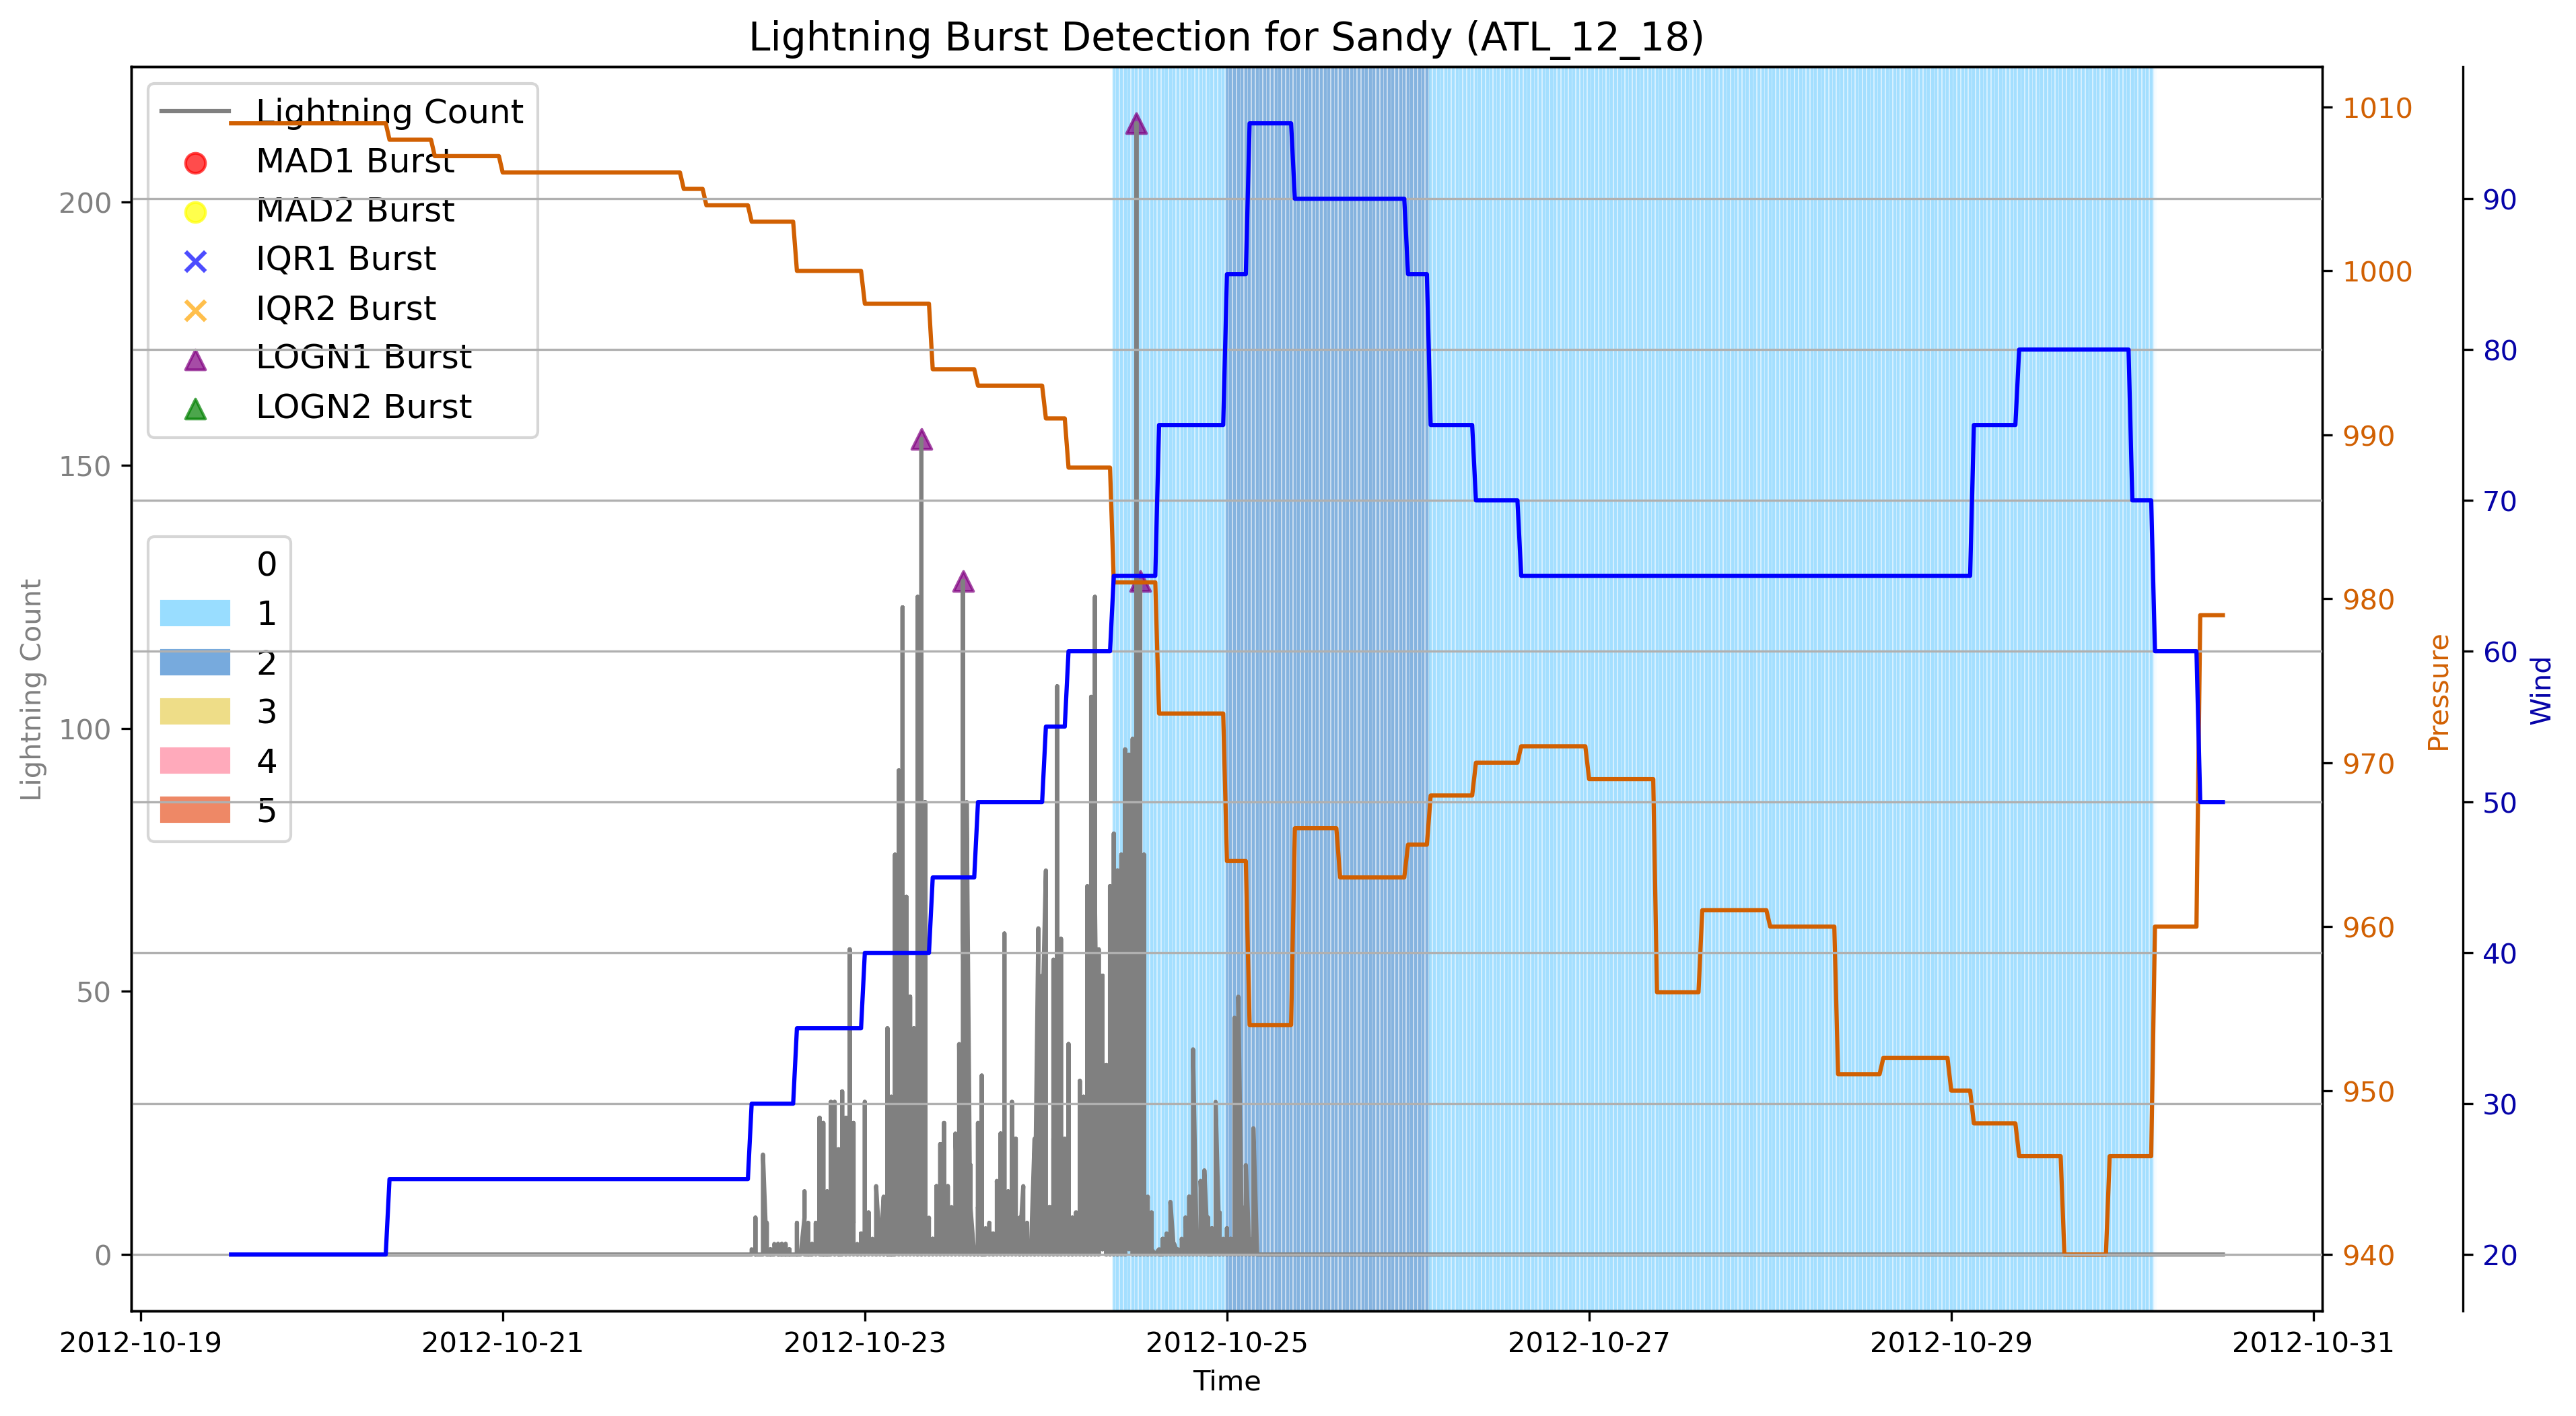 Lightning Burst Detection for Sandy (ATL_12_18)
Lightning Count
MAD1 Burst
MAD2 Burst
IQR1 Burst
IQR2 Burst
LOGN1 Burst
LOGN2 Burst
0
1
2
3
4
5
Lightning Count
200
150
100
50
0
1010
1000
990
980
970
960
950
940
Pressure
90
80
70
60
50
40
30
20
Wind
2012-10-19
2012-10-21
2012-10-23
2012-10-25
2012-10-27
2012-10-29
2012-10-31
Time